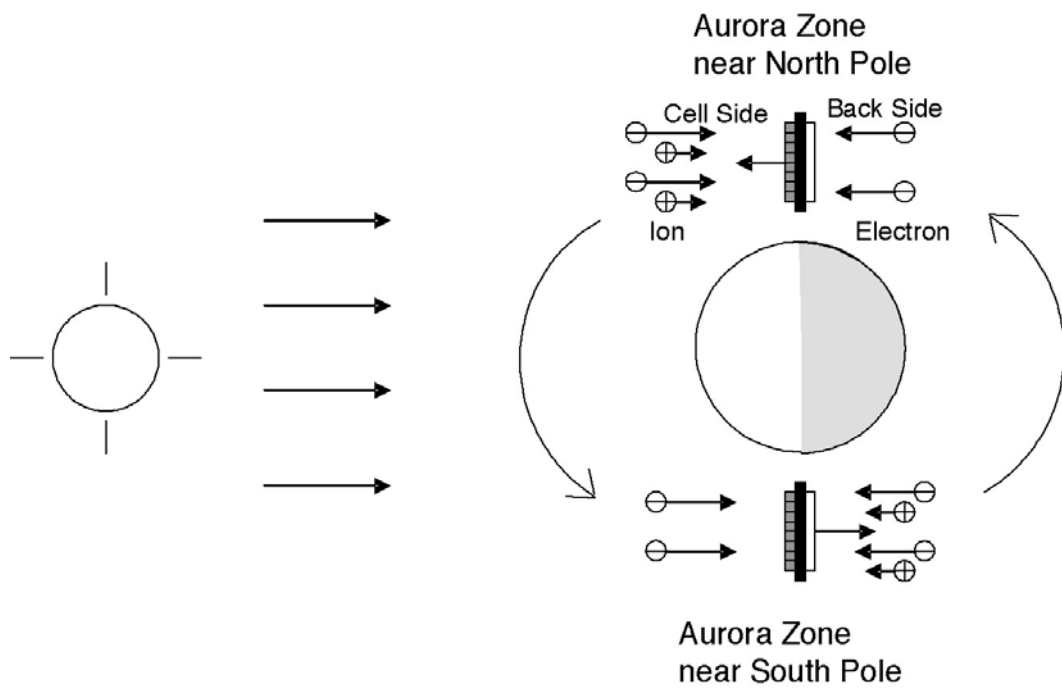 Aurora Zone
near North Pole
Cell Side
Back Side
Ion
Electron
Aurora Zone
near South Pole